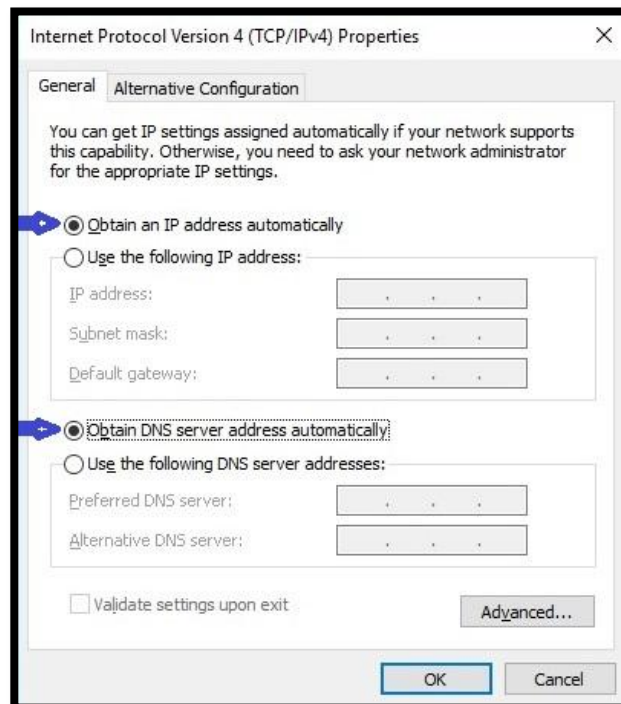 Internet Protocol Version 4 (TCP/IPv4) Properties
General
Alternative Configuration
You can get IP settings assigned automatically if your network supports
this capability. Otherwise, you need to ask your network administrator
for the appropriate IP settings.
Obtain an IP address automatically
Use the following IP address:
IP address:
Subnet mask:
Default gateway:
Obtain DNS server address automatically
Use the following DNS server addresses:
Preferred DNS server:
Alternative DNS server:
Validate settings upon exit
Advanced...
OK
Cancel